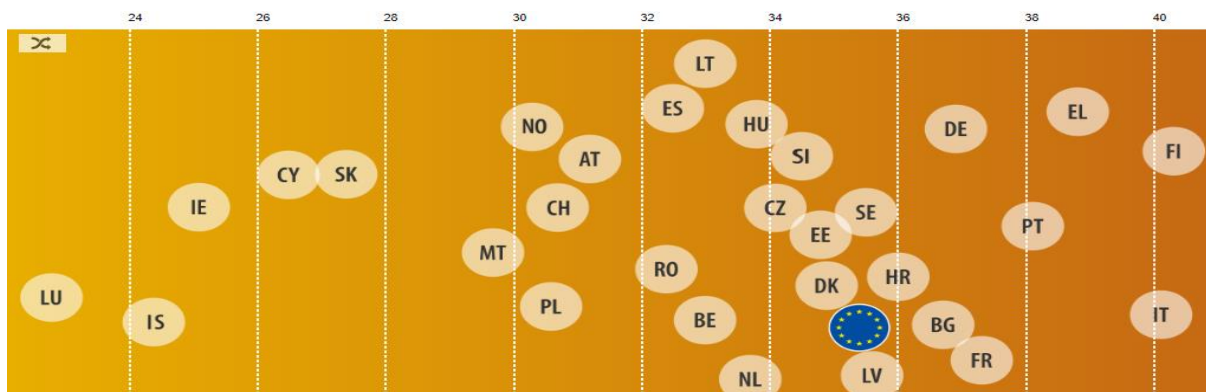 24 26 28 30 32 34 36 38 40
LT
ES
EL
HU
NO
DE
FI
SI
AT
CY SK
IE
CH
CZ
SE
PT
EE
MT
RO
HR
DK
LU
PL
IT
BE
IS
BG
FR
LV
NL